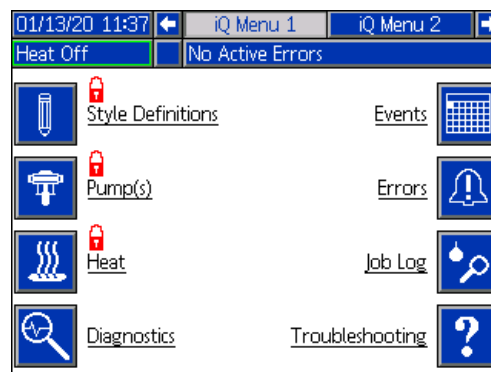 01/13/20 11:37 iQ Menu 1 iQ Menu 2
Heat Off No Active Errors
Style Definitions Events
Pump(s) Errors
Heat Job Log
Diagnostics Troubleshooting ?